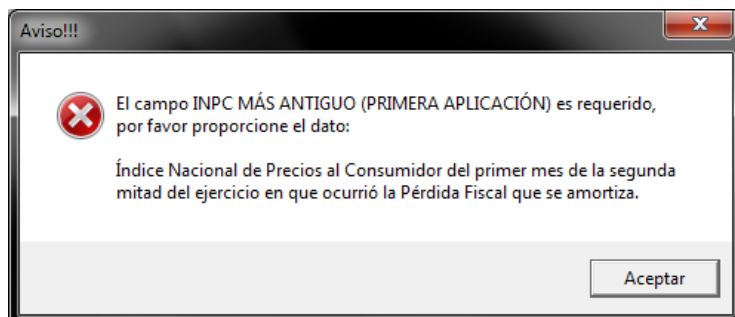 Aviso!!!
El campo INPC MÁS ANTIGUO (PRIMERA APLICACIÓN) es requerido,
por favor proporcione el dato:
Índice Nacional de Precios al Consumidor del primer mes de la segunda
mitad del ejercicio en que ocurrió la Pérdida Fiscal que se amortiza.
Aceptar